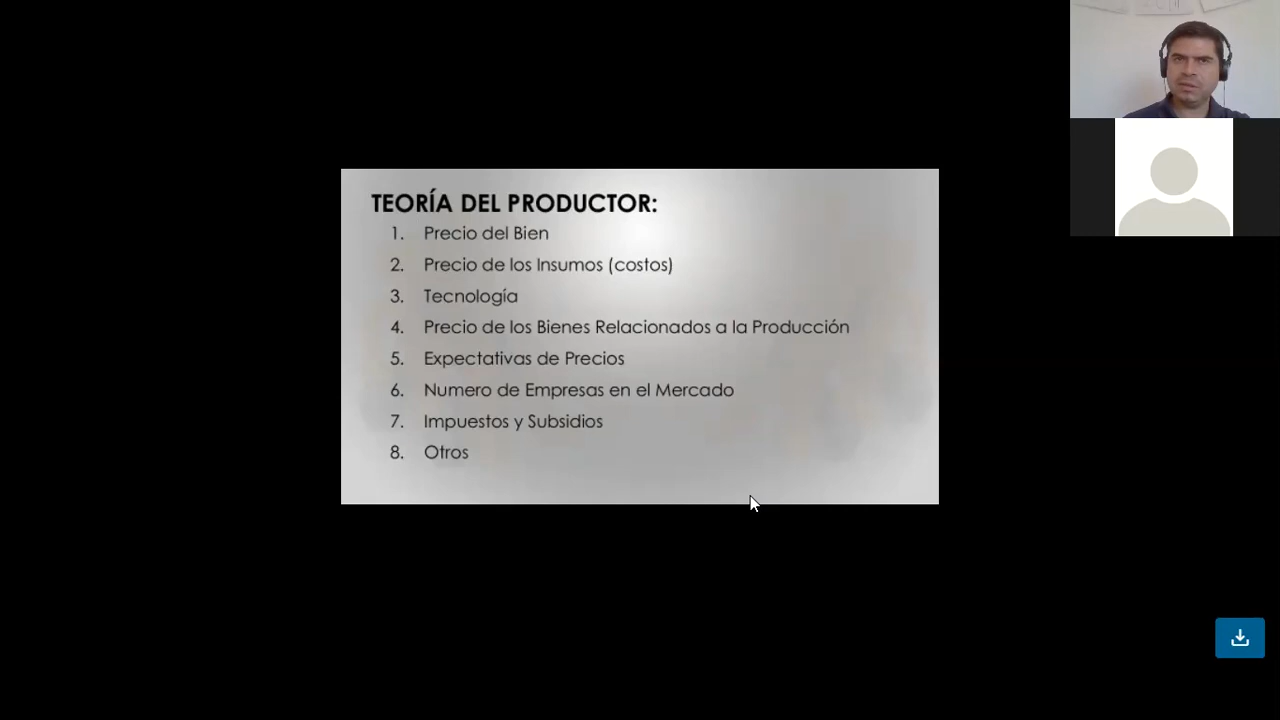 TEORÍA DEL PRODUCTOR:
1. Precio del Bien
2. Precio de los Insumos (costos)
3. Tecnología
4. Precio de los Bienes Relacionados a la Producción
5. Expectativas de Precios
6. Numero de Empresas en el Mercado
7. Impuestos y Subsidios
8. Otros